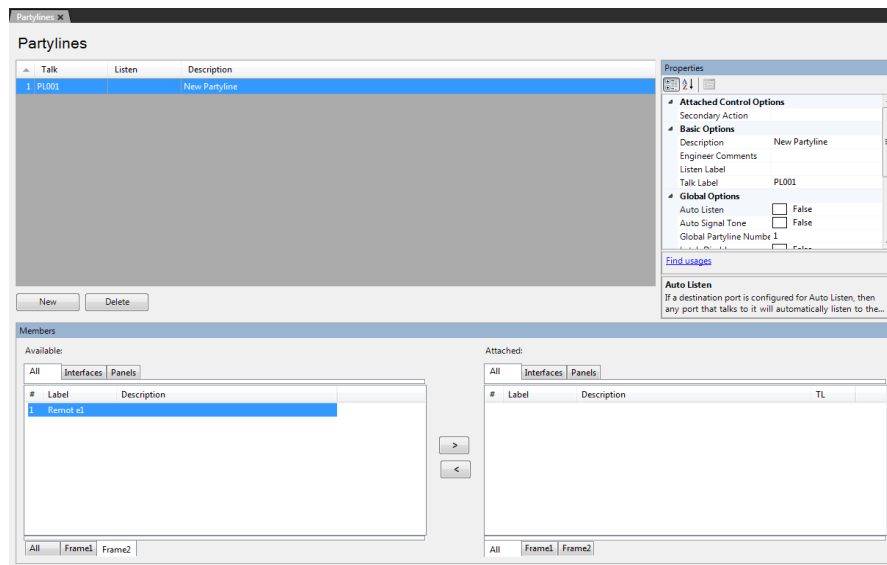 Partylines x
Partylines
Talk Listen Description
1 PL001 New Partyline
New Delete
Properties
Attached Control Options
Secondary Action
Basic Options
Description New Partyline
Engineer Comments
Listen Label
Talk Label PL001
Global Options
Auto Listen False
Auto Signal Tone False
Global Partyline Numbe 1
Find usages
Auto Listen
If a destination port is configured for Auto Listen, then
any port that talks to it will automatically listen to the...
Members
Available:
All Interfaces Panels
# Label Description
1 Remot e1
All Frame1 Frame2
>
<
Attached:
All Interfaces Panels
# Label Description TL
All Frame1 Frame2